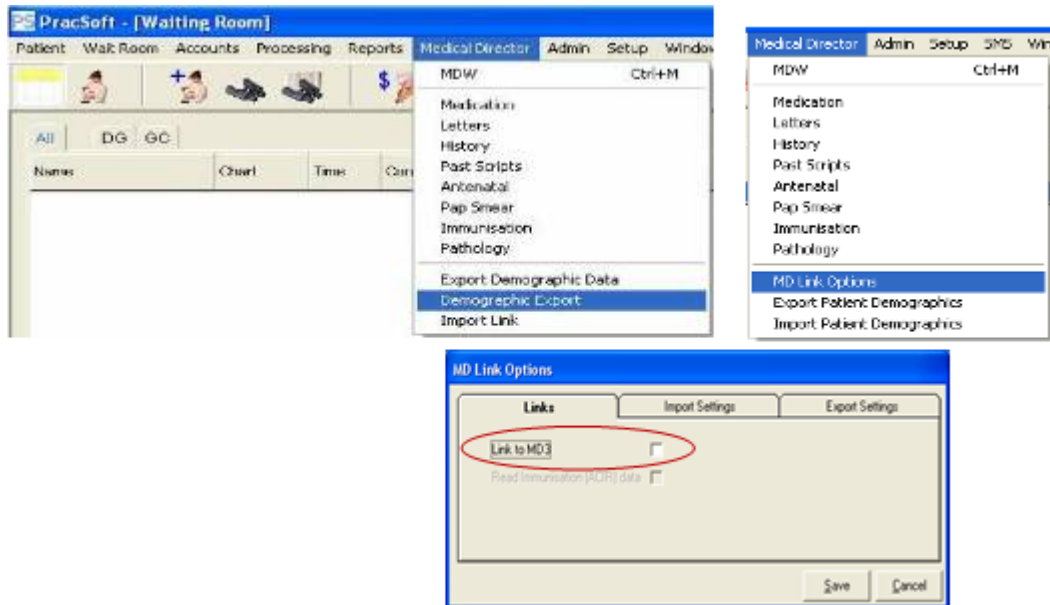 PS PracSoft - [Waiting Room]
Patient Wait Room Accounts Processing Reports Medical Director Admin Setup Window
MDW Ctrl+M
Medication
Letters
History
Past Scripts
Antenatal
Pap Smear
Immunisation
Pathology
Export Demographic Data
Demographic Export
Import Link
All DG GC
Name Chart Time
Medical Director Admin Setup SMS Win
MDW Ctrl+M
Medication
Letters
History
Past Scripts
Antenatal
Pap Smear
Immunisation
Pathology
MD Link Options
Export Patient Demographics
Import Patient Demographics
MD Link Options
Links Import Settings Export Settings
Link to MD3
Read Immunisation (ACIR) data
Save Cancel